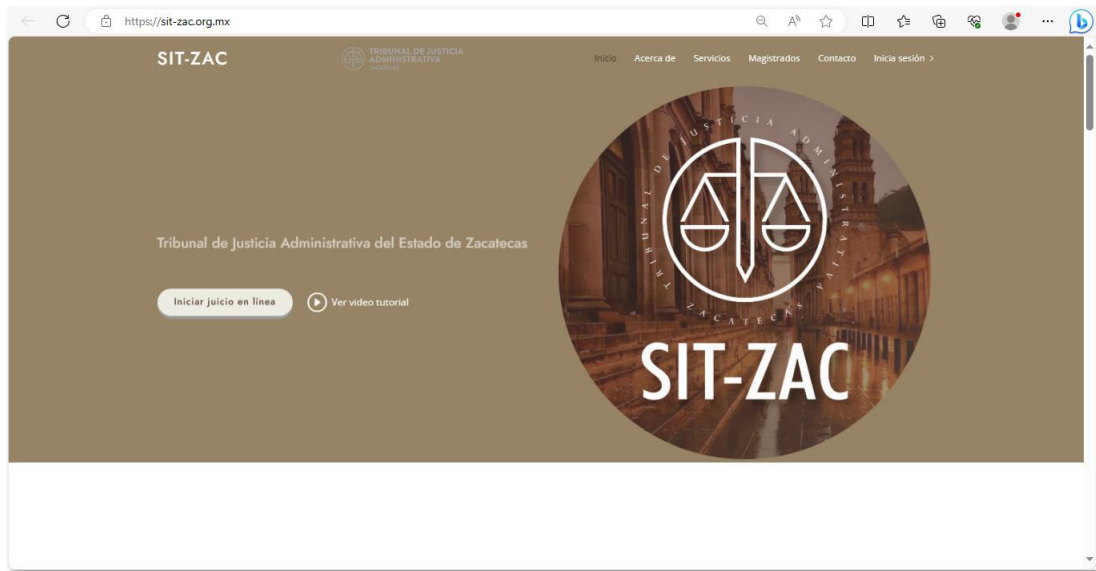 https://sit-zac.org.mx
SIT-ZAC
TRIBUNAL DE JUSTICIA
ADMINISTRATIVA
ZACATECAS
Inicio Acerca de Servicios Magistrados Contacto Inicia sesión
Tribunal de Justicia Administrativa del Estado de Zacatecas
Iniciar juicio en línea
Ver video tutorial
TRIBUNAL DE JUSTICIA ADMINISTRATIVA
ZACATECAS
SIT-ZAC